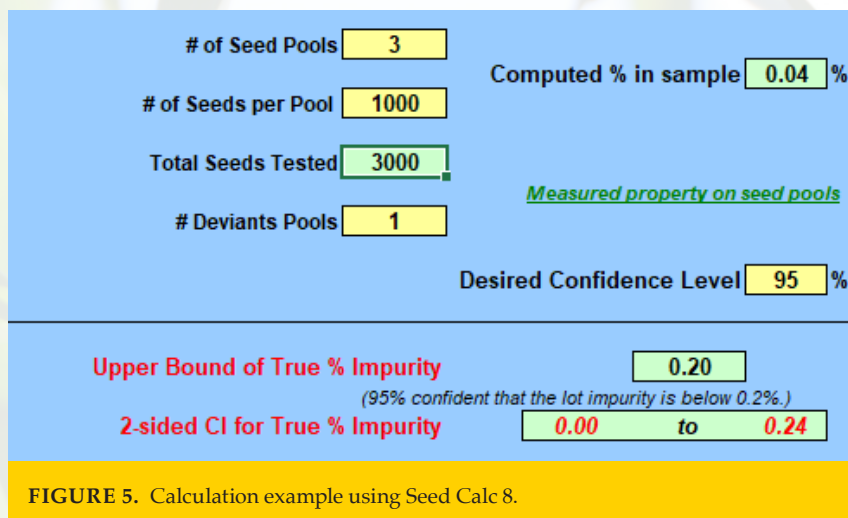 # of Seed Pools 3
Computed % in sample 0.04 %
# of Seeds per Pool 1000
Total Seeds Tested 3000
Measured property on seed pools
# Deviants Pools 1
Desired Confidence Level 95 %
Upper Bound of True % Impurity 0.20
(95% confident that the lot impurity is below 0.2%.)
2-sided CI for True % Impurity 0.00 to 0.24
FIGURE 5. Calculation example using Seed Calc 8.